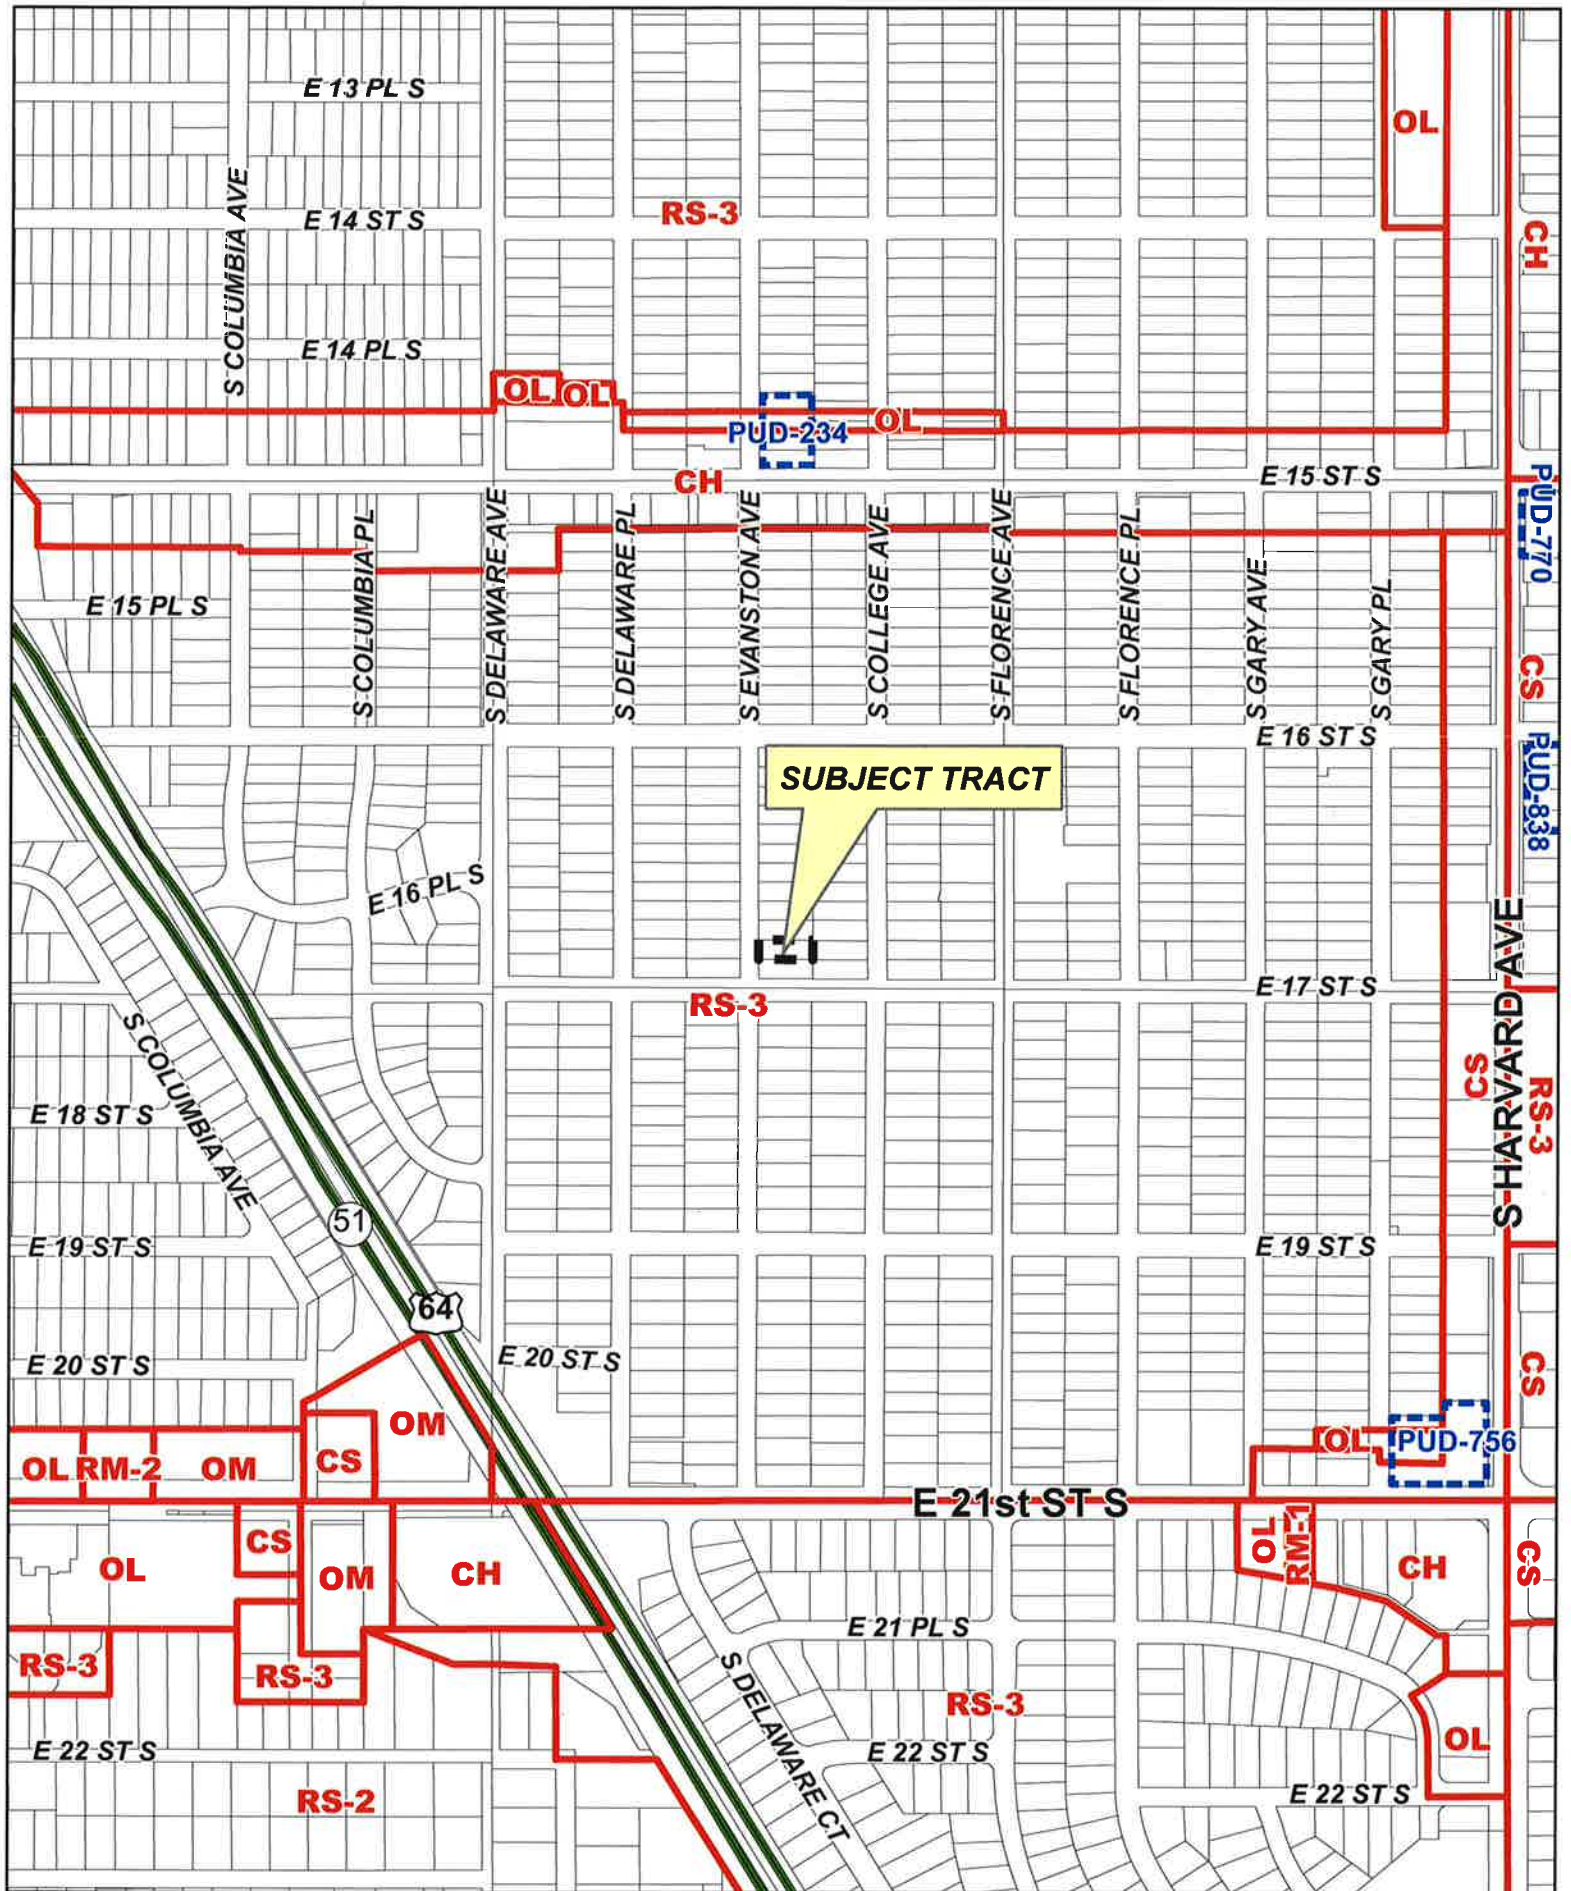 E 13 PL S
OL
S COLUMBIA AVE
E 14 ST S
RS-3
CH
E 14 PL S
OL
OL
OL
PUD-234
CH
E 15 ST S
PUD-770
S COLUMBIA PL
S DELAWARE AVE
S DELAWARE PL
S EVANSTON AVE
S COLLEGE AVE
S FLORENCE AVE
S FLORENCE PL
S GARY AVE
S GARY PL
E 15 PL S
CS
E 16 ST S
PUD-838
SUBJECT TRACT
E 16 PL S
S HARVARD AVE
E 17 ST S
RS-3
S COLUMBIA AVE
CS
RS-3
E 18 ST S
51
E 19 ST S
E 19 ST S
64
E 20 ST S
E 20 ST S
CS
OM
OL
PUD-756
OL
RM-2
OM
CS
E 21st ST S
CS
OL
OM
CH
OL
RM-1
CH
CS
E 21 PL S
RS-3
RS-3
S DELAWARE CT
RS-3
OL
E 22 ST S
E 22 ST S
E 22 ST S
RS-2